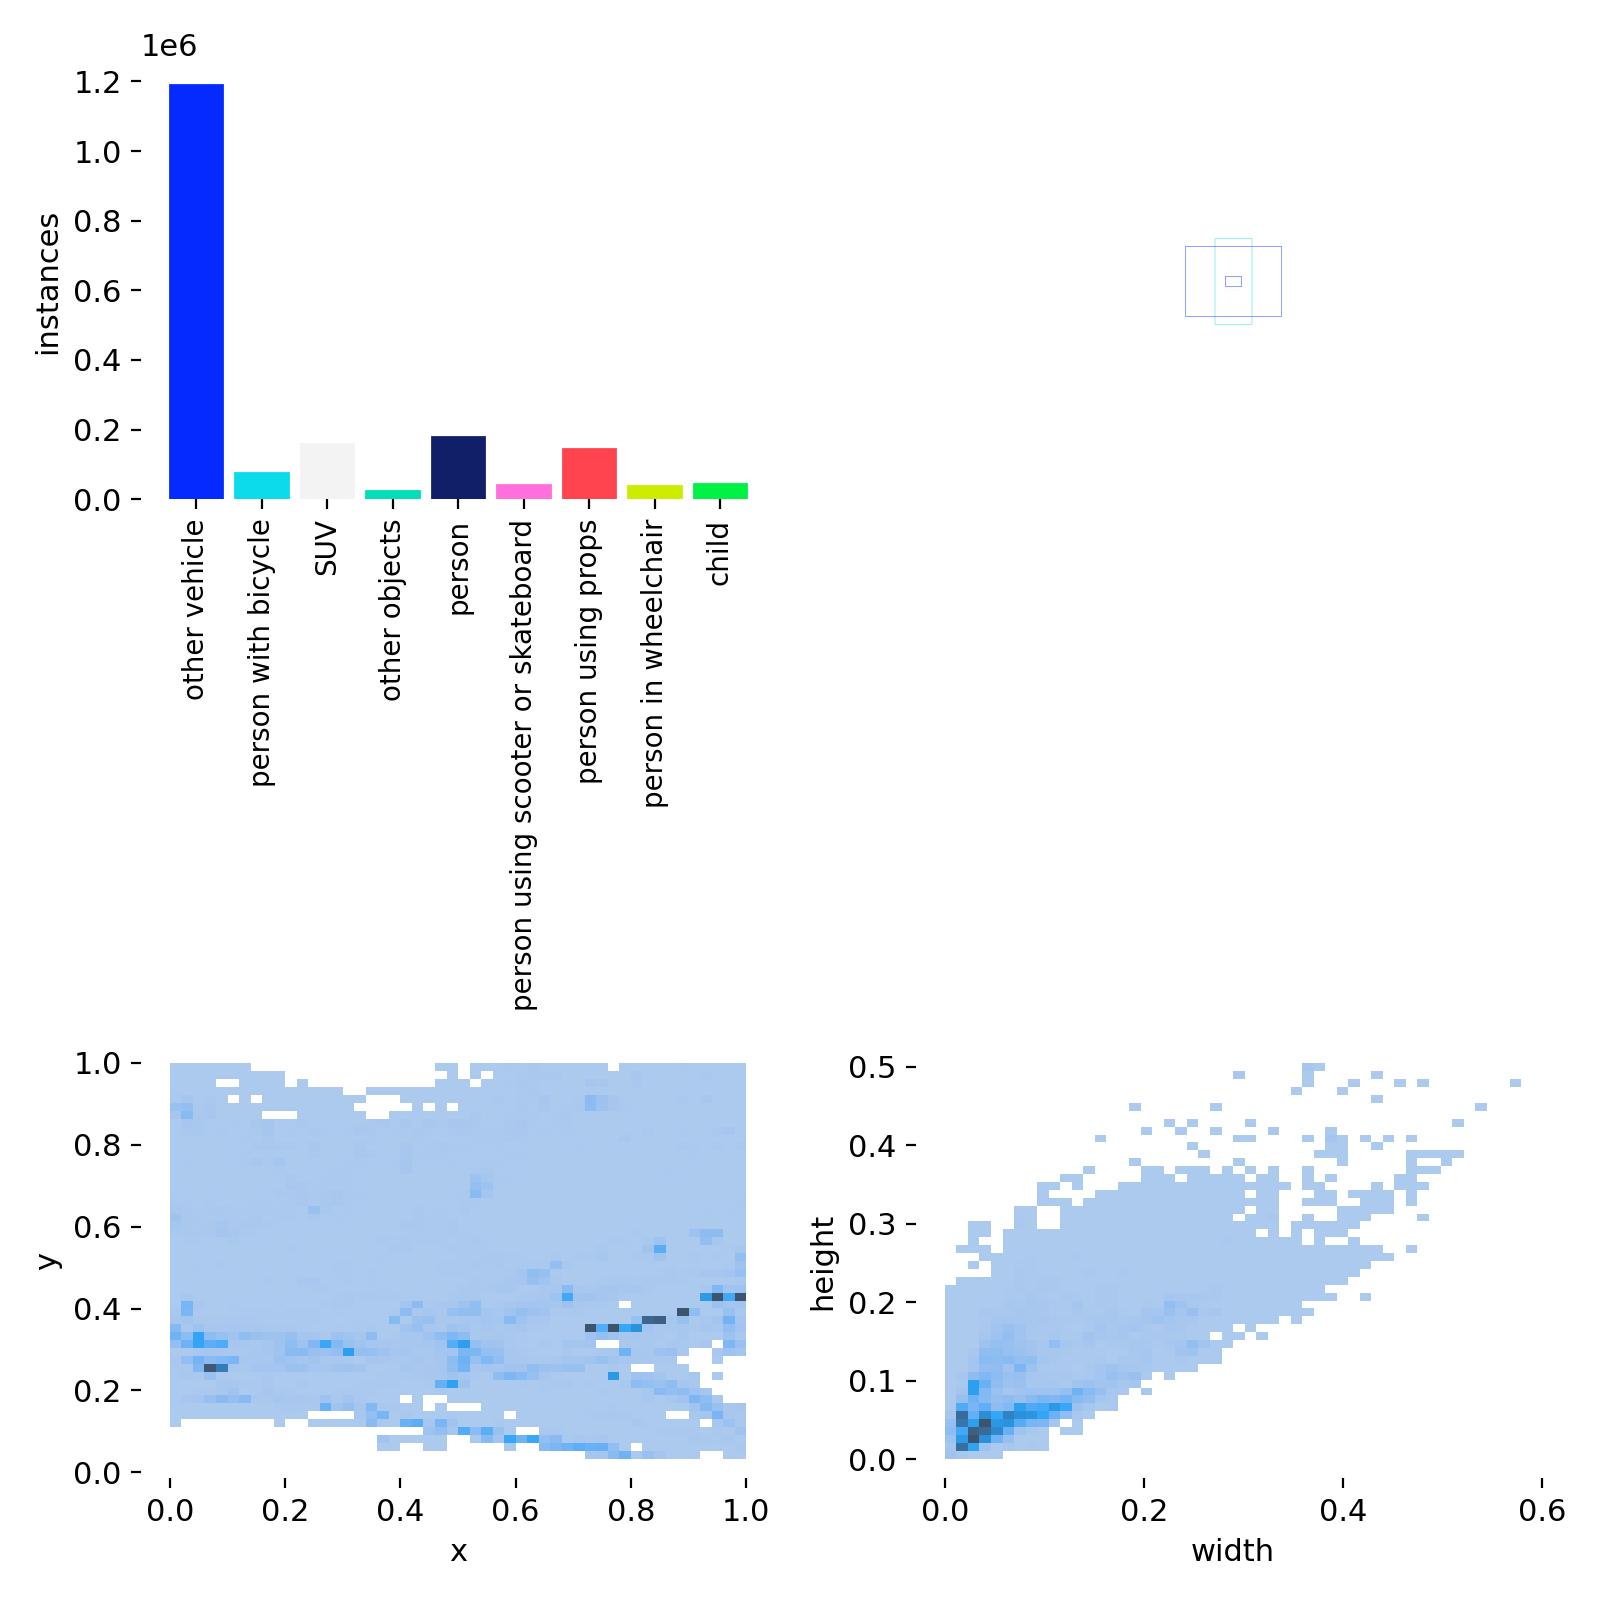 1e6
1.2
1.0
0.8
0.6
0.4
0.2
0.0
instances
other vehicle
person with bicycle
SUV
other objects
person
person using scooter or skateboard
person using props
person in wheelchair
child
1.0
0.8
0.6
0.4
0.2
0.0
y
0.0 0.2 0.4 0.6 0.8 1.0
x
0.5
0.4
0.3
0.2
0.1
0.0
height
0.0 0.2 0.4 0.6
width